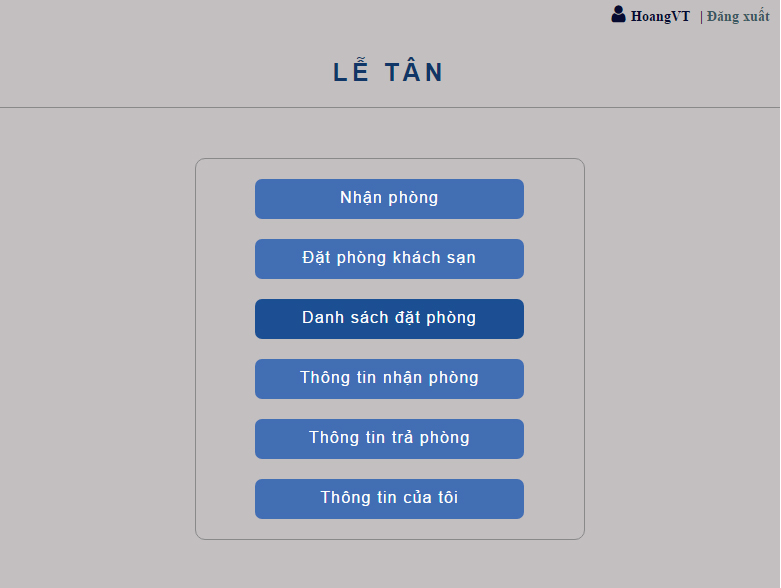 HoangVT | Đăng xuất
LỄ TÂN
Nhận phòng
Đặt phòng khách sạn
Danh sách đặt phòng
Thông tin nhận phòng
Thông tin trả phòng
Thông tin của tôi